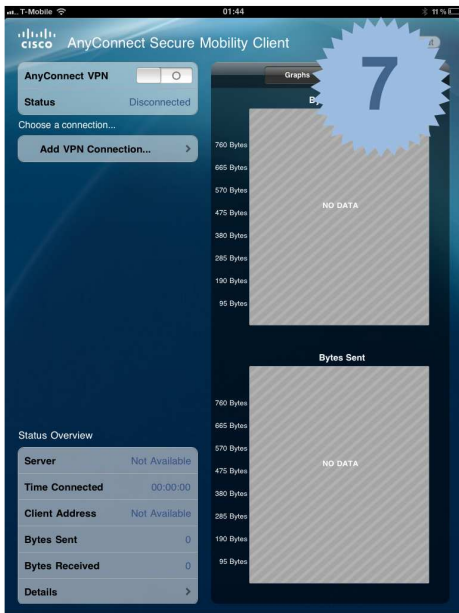 T-Mobile
01:44
11 %
CISCO AnyConnect Secure Mobility Client
AnyConnect VPN
Status Disconnected
Choose a connection...
Add VPN Connection...
Status Overview
Server Not Available
Time Connected 00:00:00
Client Address Not Available
Bytes Sent 0
Bytes Received 0
Details
Graphs
7
760 Bytes
665 Bytes
570 Bytes
475 Bytes
380 Bytes
285 Bytes
190 Bytes
95 Bytes
NO DATA
Bytes Sent
760 Bytes
665 Bytes
570 Bytes
475 Bytes
380 Bytes
285 Bytes
190 Bytes
95 Bytes
NO DATA